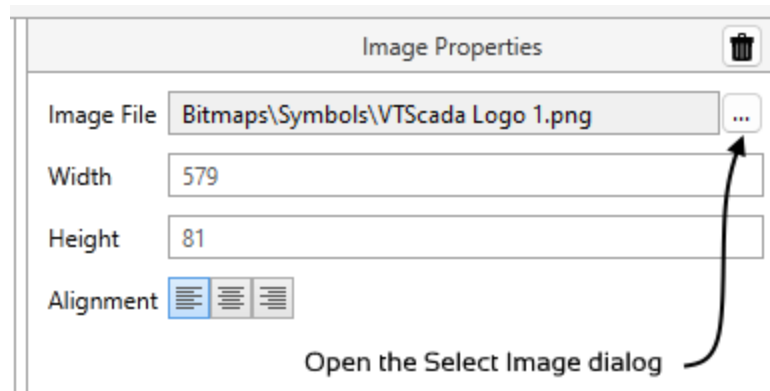 Image Properties
Image File Bitmaps\Symbols\VTScada Logo 1.png ...
Width 579
Height 81
Alignment
Open the Select Image dialog